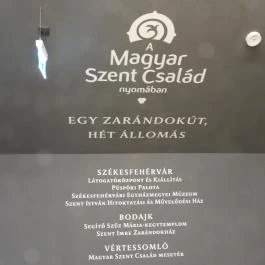 A
Magyar
Szent Család
nyomában
EGY ZARÁNDOKÚT,
HÉT ÁLLOMÁS
SZÉKESFEHÉRVÁR
LÁTOGATÓKÖZPONT ÉS KIÁLLÍTÁS
PÜSPÖKI PALOTA
SZÉKESFEHÉRVÁRI EGYHÁZMEGYEI MÚZEUM
SZENT ISTVÁN HITOKTATÁSI ÉS MŰVELŐDÉSI HÁZ
BODAJK
SEGÍTŐ SZŰZ MÁRIA-KEGYTEMPLOM
SZENT IMRE ZARÁNDOKHÁZ
VÉRTESSOMLÓ
MAGYAR SZENT CSALÁD MESETÉR